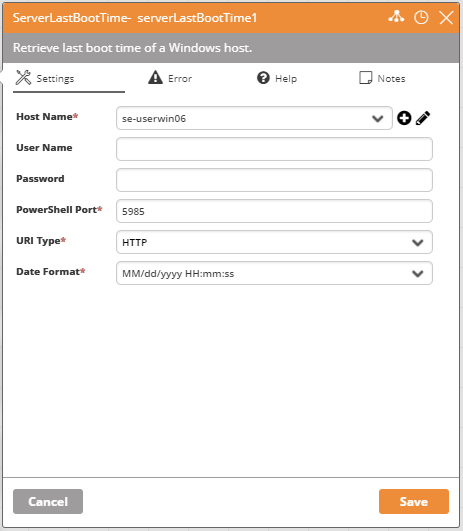 ServerLastBootTime- serverLastBootTime1
Retrieve last boot time of a Windows host.
Settings Error Help Notes
Host Name* se-userwin06
User Name
Password
PowerShell Port* 5985
URI Type* HTTP
Date Format* MM/dd/yyyy HH:mm:ss
Cancel Save